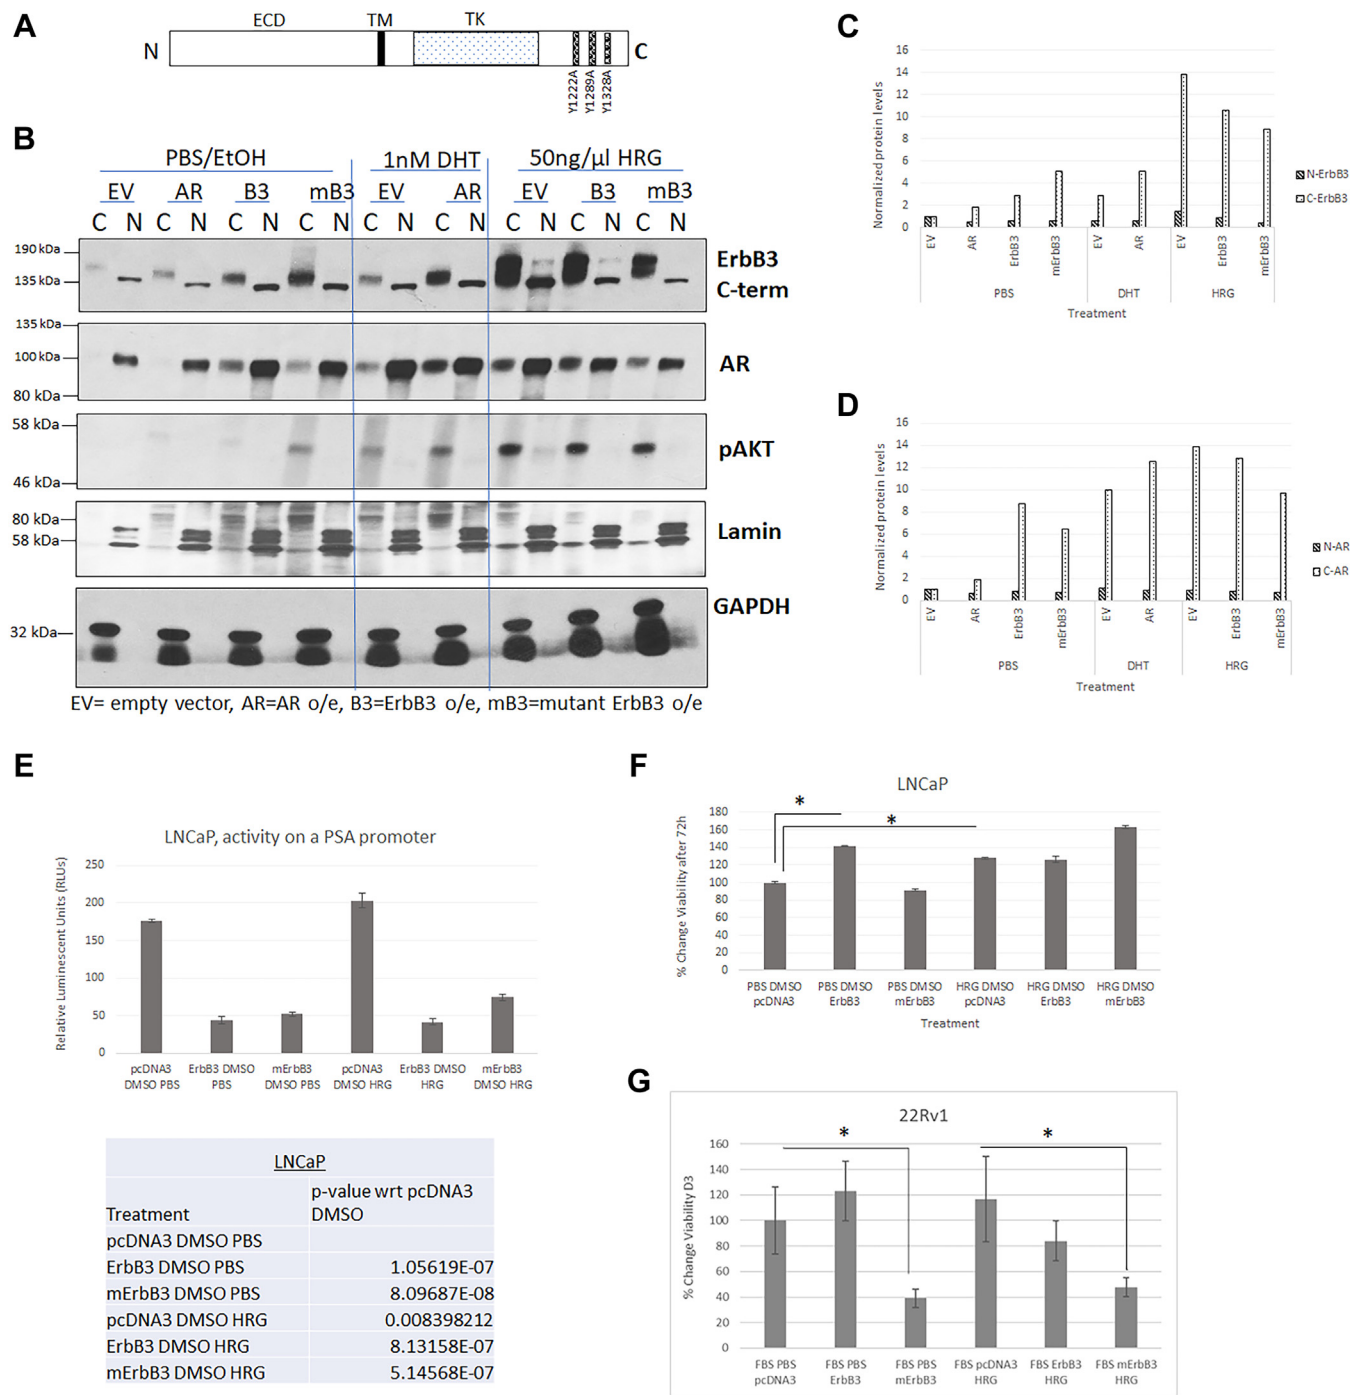 A
ECD TM TK
N C
Y1222A
Y1289A
Y1328A
B
PBS/EtOH 1nM DHT 50ng/µl HRG
EV AR B3 mB3 EV AR EV B3 mB3
C N C N C N C N C N C N C N C N C N
190 kDa
135 kDa
ErbB3
C-term
135 kDa
100 kDa
80 kDa
AR
58 kDa
46 kDa
pAKT
80 kDa
58 kDa
Lamin
32 kDa
GAPDH
EV= empty vector, AR=AR o/e, B3=ErbB3 o/e, mB3=mutant ErbB3 o/e
C
Normalized protein levels
16
14
12
10
8
6
4
2
0
EV AR ErbB3 mErbB3 EV AR EV ErbB3 mErbB3
PBS DHT HRG
Treatment
N-ErbB3
C-ErbB3
D
Normalized protein levels
16
14
12
10
8
6
4
2
0
EV AR ErbB3 mErbB3 EV AR EV ErbB3 mErbB3
PBS DHT HRG
Treatment
N-AR
C-AR
E
LNCaP, activity on a PSA promoter
Relative Luminescent Units (RLUs)
250
200
150
100
50
0
pcDNA3 ErbB3 DMSO mErbB3 pcDNA3 ErbB3 DMSO mErbB3
DMSO PBS PBS DMSO PBS DMSO HRG HRG DMSO HRG
LNCaP
p-value wrt pcDNA3
Treatment DMSO
pcDNA3 DMSO PBS
ErbB3 DMSO PBS 1.05619E-07
mErbB3 DMSO PBS 8.09687E-08
pcDNA3 DMSO HRG 0.008398212
ErbB3 DMSO HRG 8.13158E-07
mErbB3 DMSO HRG 5.14568E-07
F
LNCaP
% Change Viability after 72h
180
160
140
120
100
80
60
40
20
0
* *
PBS DMSO PBS DMSO PBS DMSO HRG DMSO HRG DMSO HRG DMSO
pcDNA3 ErbB3 mErbB3 pcDNA3 ErbB3 mErbB3
Treatment
G
22Rv1
% Change Viability D3
160
140
120
100
80
60
40
20
0
* *
FBS PBS FBS PBS FBS PBS FBS pcDNA3 FBS ErbB3 FBS mErbB3
pcDNA3 ErbB3 mErbB3 HRG HRG HRG